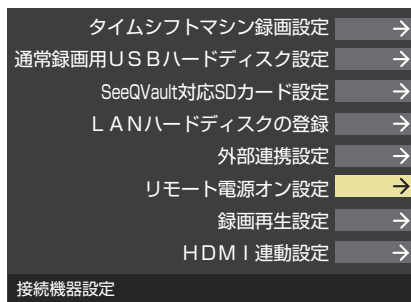 タイムシフトマシン録画設定
通常録画用ＵＳＢハードディスク設定
SeeQVault対応SDカード設定
ＬＡＮハードディスクの登録
外部連携設定
リモート電源オン設定
録画再生設定
ＨＤＭＩ連動設定
接続機器設定